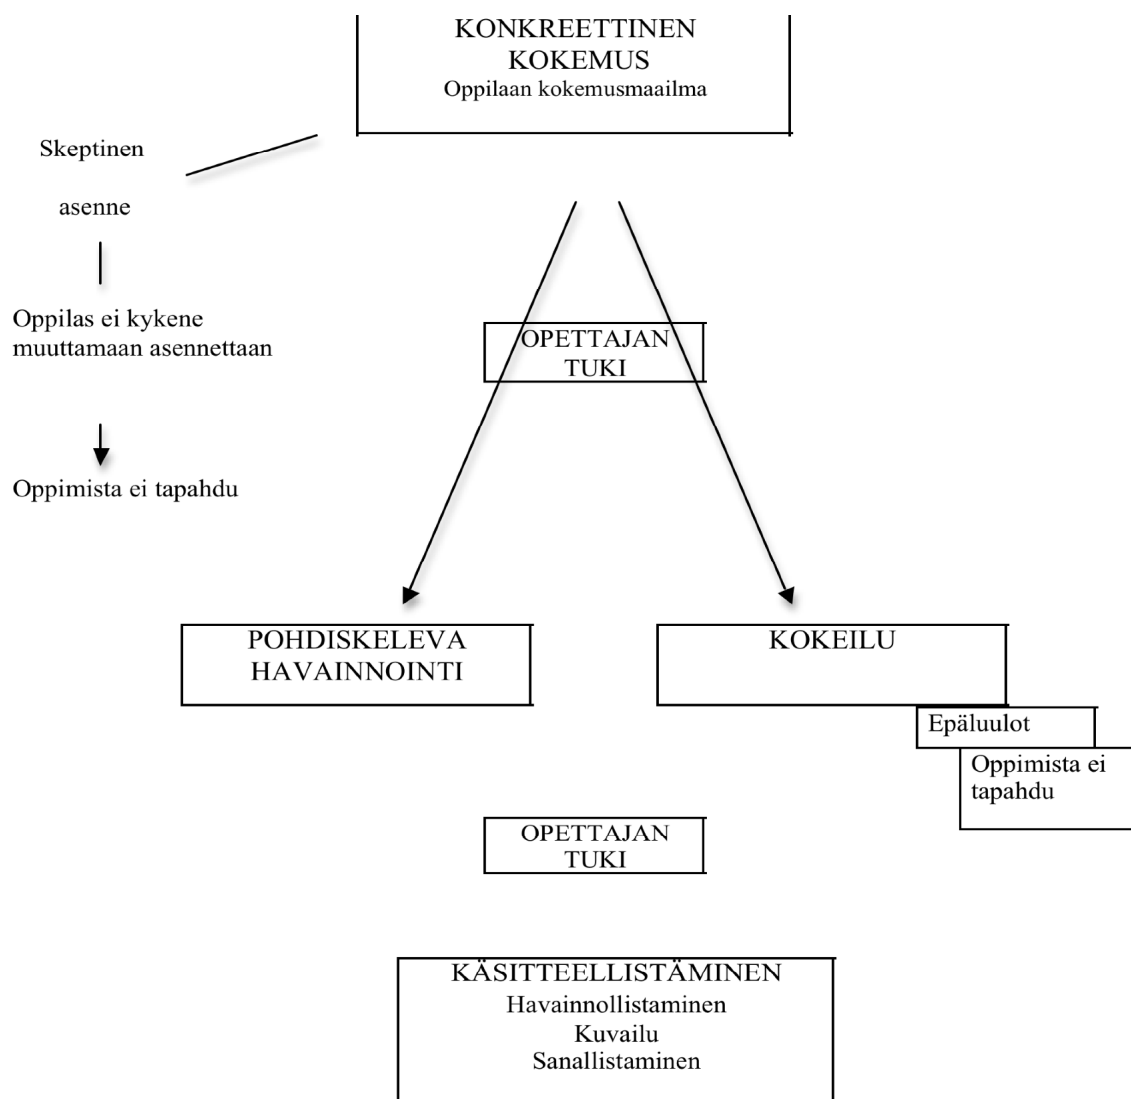 KONKREETTINEN
KOKEMUS
Oppilaan kokemusmaailma
Skeptinen
asenne
Oppilas ei kykene
muuttamaan asennettaan
Oppimista ei tapahdu
OPETTAJAN
TUKI
POHDISKELEVA
HAVAINNOINTI
KOKEILU
Epäluulot
Oppimista ei
tapahdu
OPETTAJAN
TUKI
KÄSITTEELLISTÄMINEN
Havainnollistaminen
Kuvailu
Sanallistaminen